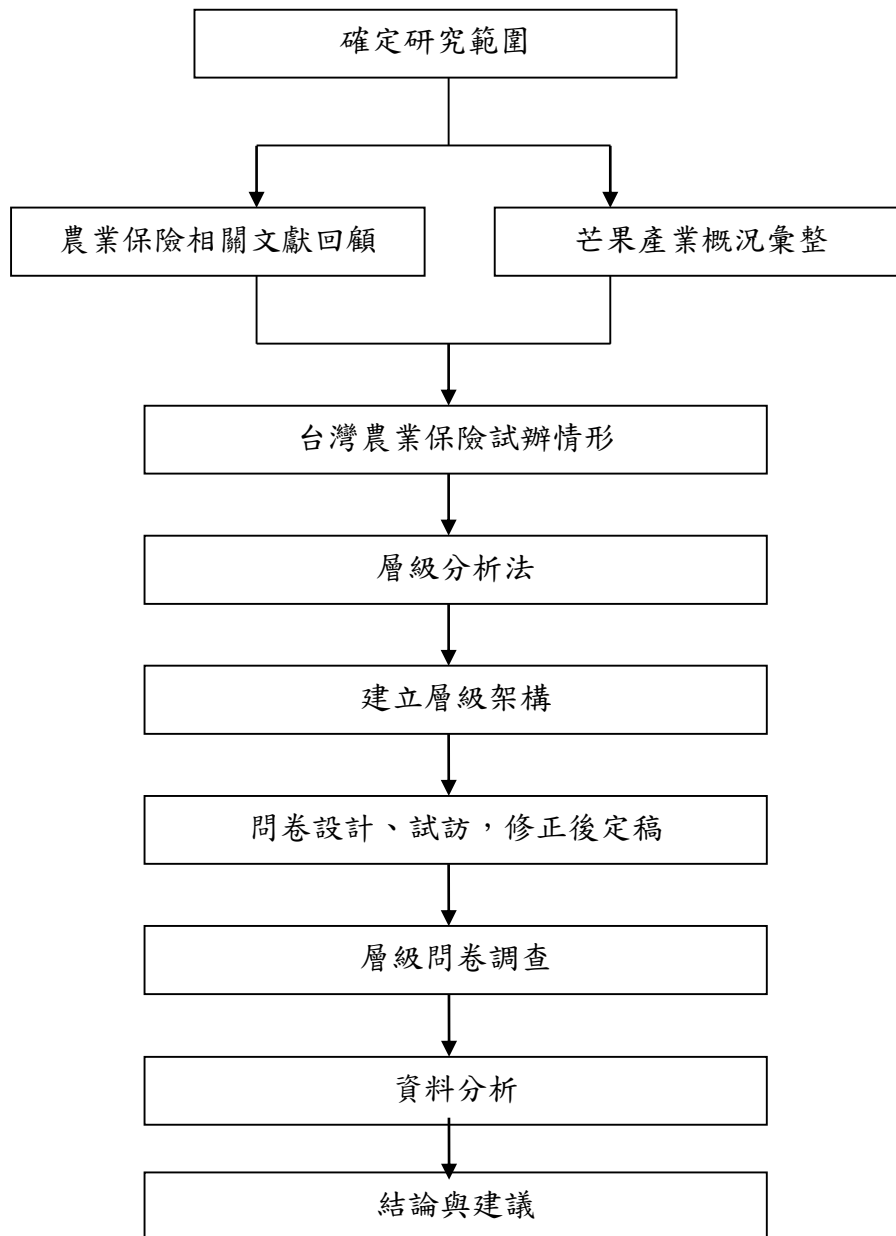 確定研究範圍
農業保險相關文獻回顧
芒果產業概況彙整
台灣農業保險試辦情形
層級分析法
建立層級架構
問卷設計、試訪，修正後定稿
層級問卷調查
資料分析
結論與建議